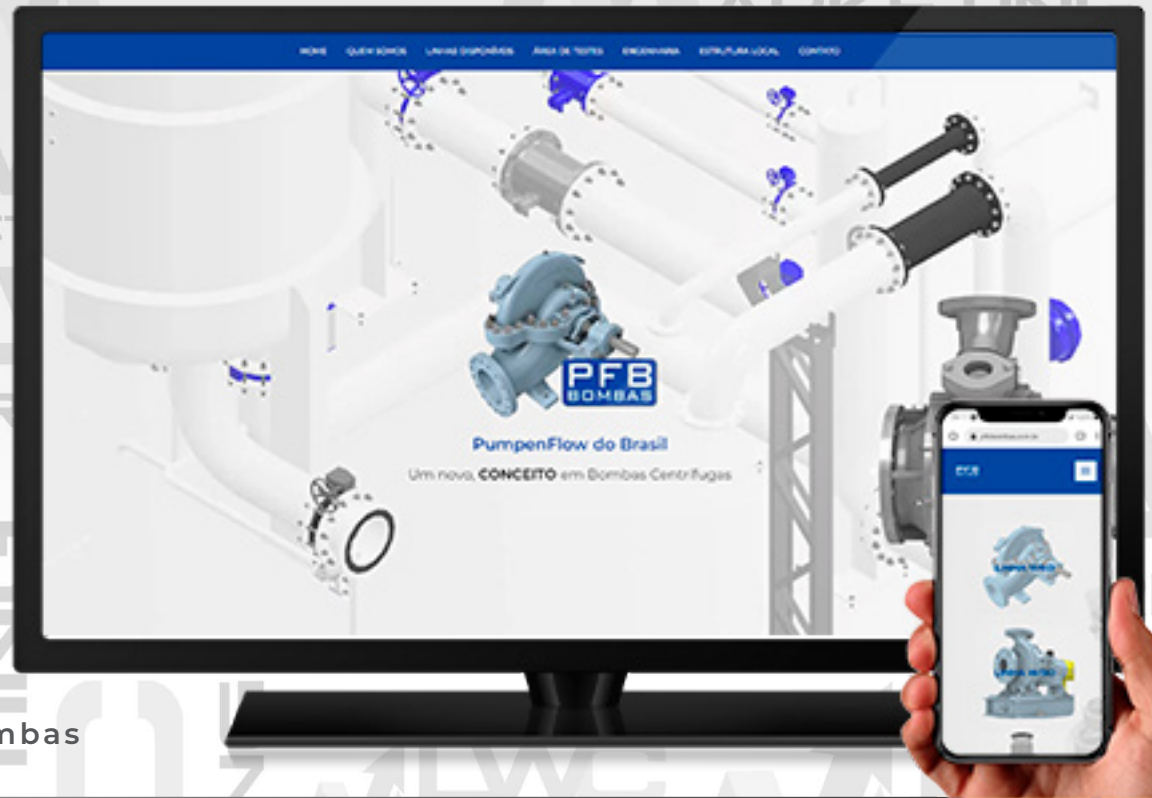 HOME QUEM SOMOS LINHAS DISPONÍVEIS ÁREA DE TESTES ENGENHARIA ESTRUTURA LOCAL CONTATO
PFB
BOMBAS
PumpenFlow do Brasil
Um novo, CONCEITO em Bombas Centrífugas
PFB
mbas